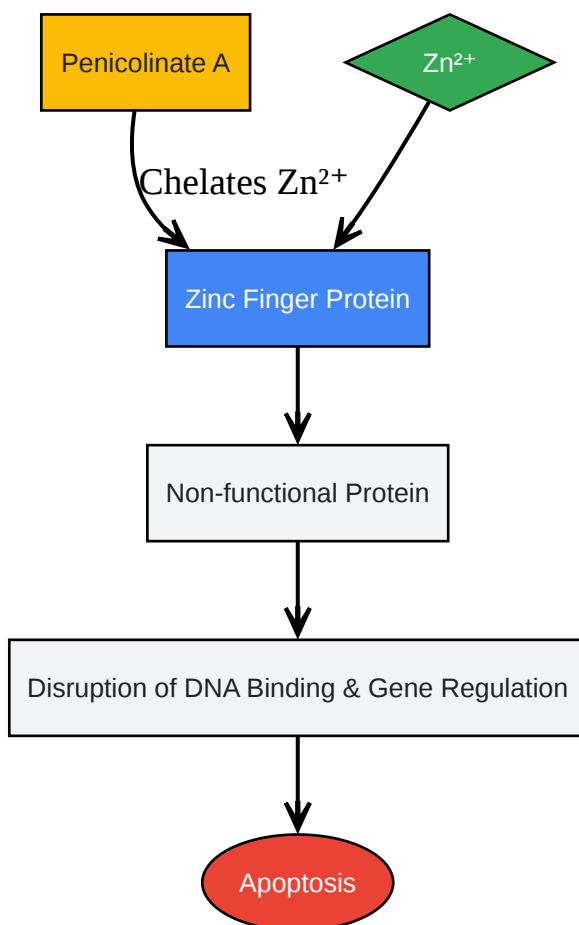 Penicolinate A
Zn²⁺
Chelates Zn²⁺
Zinc Finger Protein
Non-functional Protein
Disruption of DNA Binding & Gene Regulation
Apoptosis